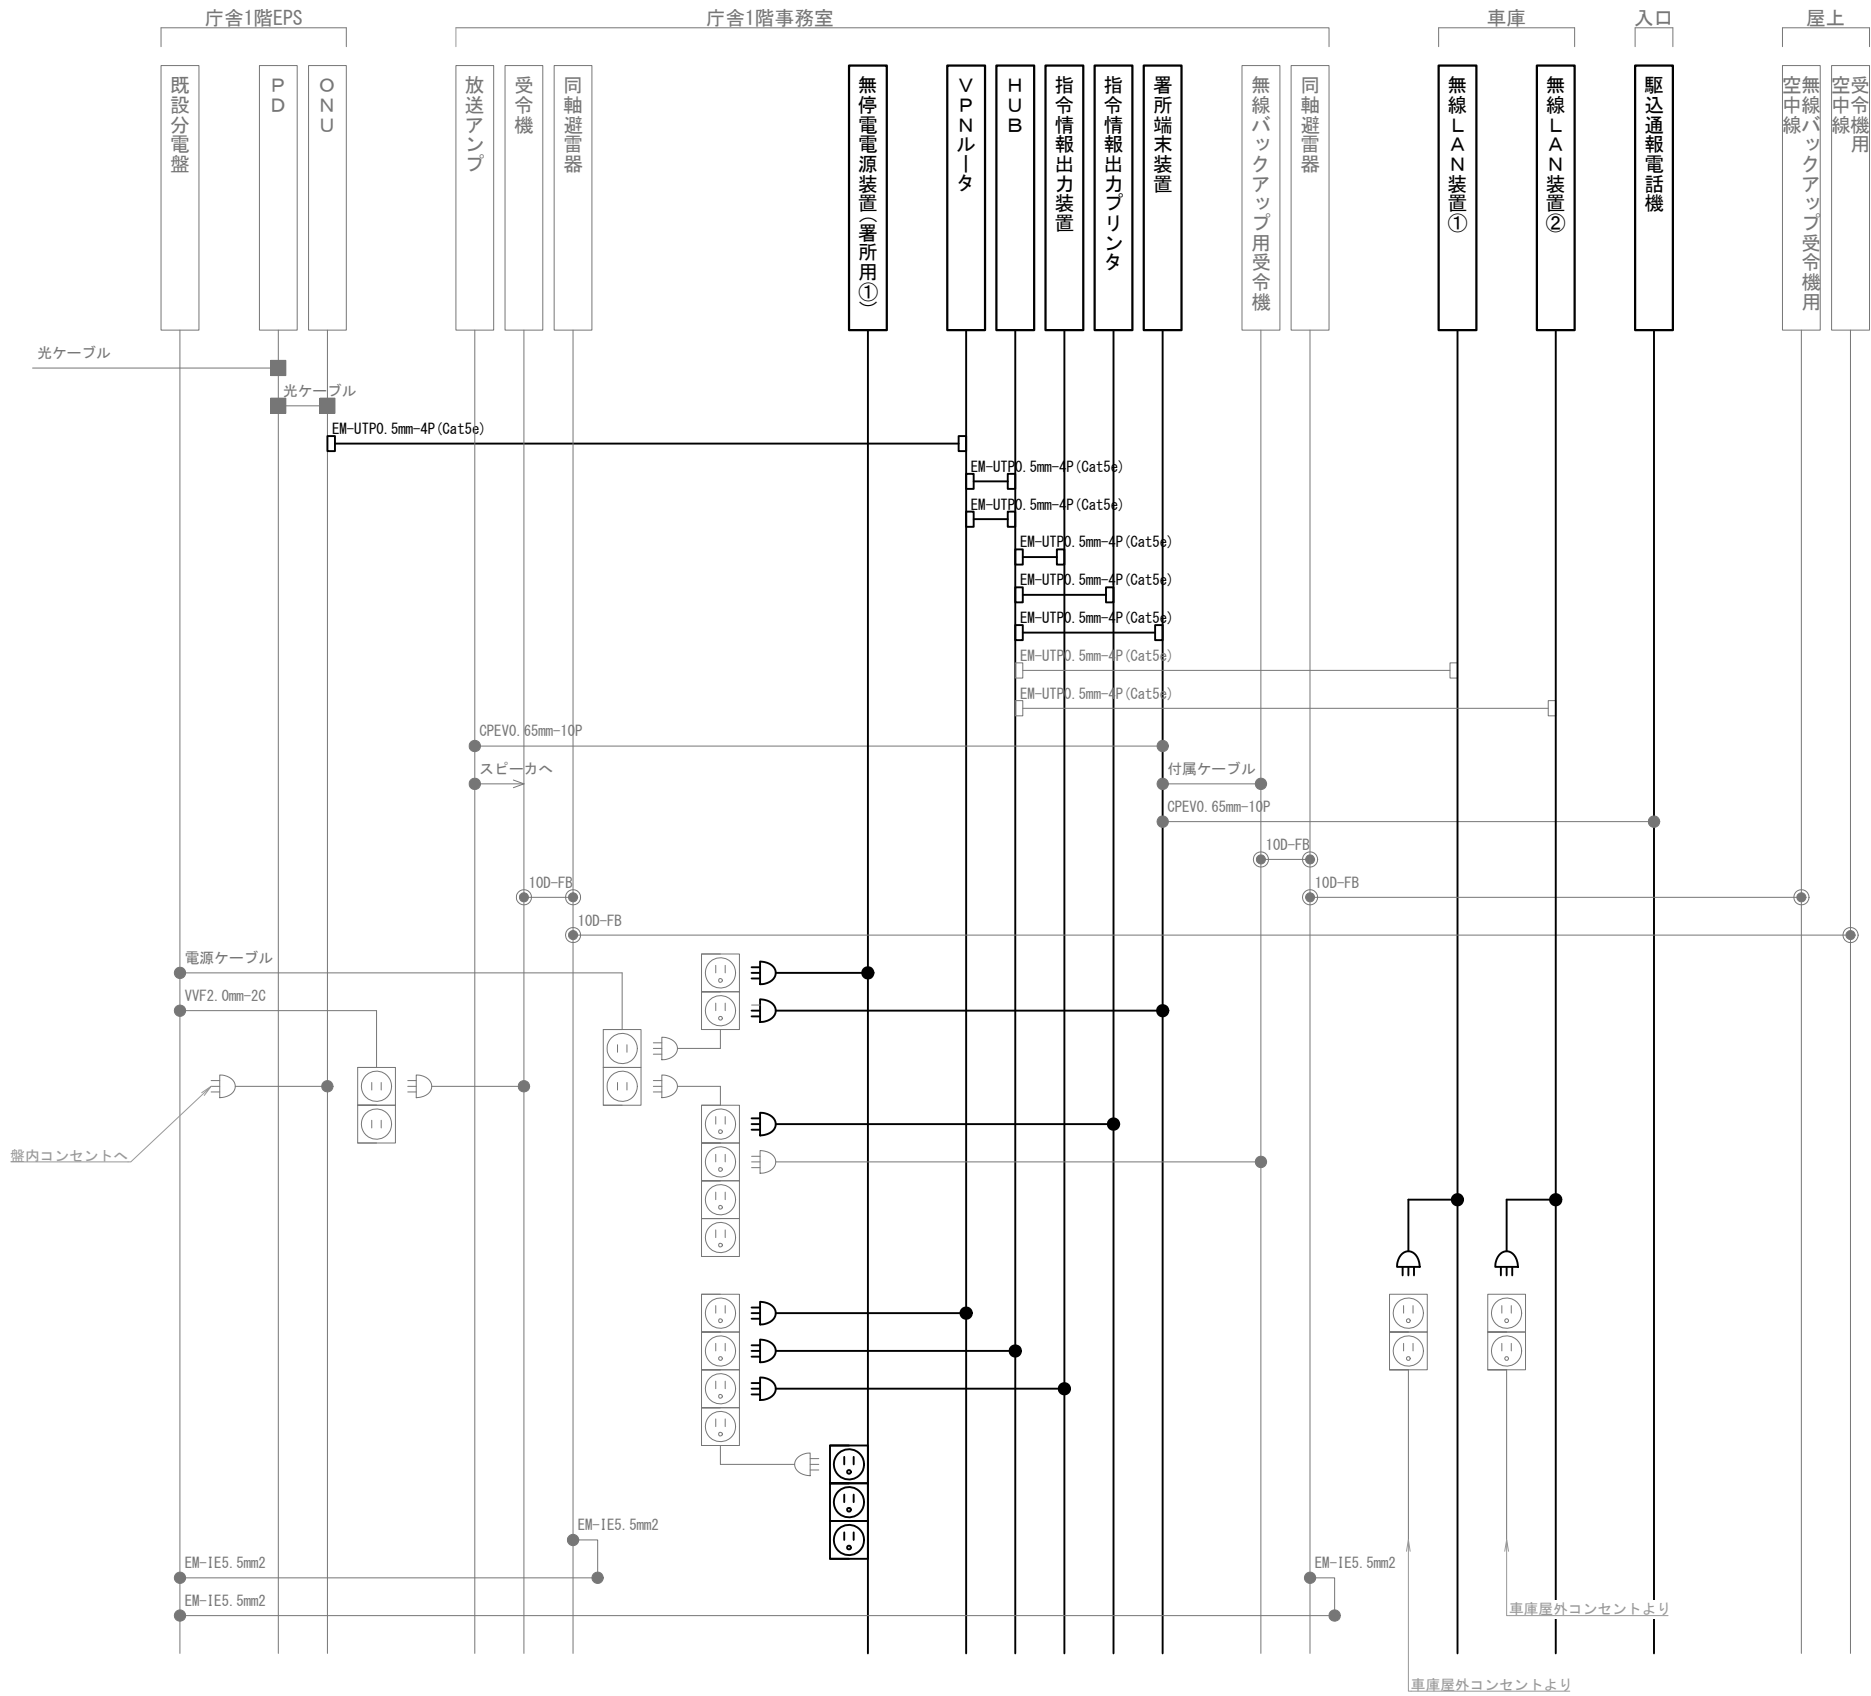 庁舎1階EPS
庁舎1階事務室
車庫
入口
屋上
既設分電盤
PD
ONU
放送アンプ
受令機
同軸避雷器
無停電電源装置(署所用①)
VPNルータ
HUB
指令情報出力装置
指令情報出力プリンタ
署所端末装置
無線バックアップ用受令機
同軸避雷器
無線LAN装置①
無線LAN装置②
駆込通報電話機
無線バックアップ受令機用
空中線
受令機用
空中線
光ケーブル
光ケーブル
EM-UTP0.5mm-4P(Cat5e)
EM-UTP0.5mm-4P(Cat5e)
EM-UTP0.5mm-4P(Cat5e)
EM-UTP0.5mm-4P(Cat5e)
EM-UTP0.5mm-4P(Cat5e)
EM-UTP0.5mm-4P(Cat5e)
EM-UTP0.5mm-4P(Cat5e)
EM-UTP0.5mm-4P(Cat5e)
CPEV0.65mm-10P
スピーカへ
付属ケーブル
CPEV0.65mm-10P
10D-FB
10D-FB
10D-FB
10D-FB
電源ケーブル
VVF2.0mm-2C
盤内コンセントへ
EM-IE5.5mm2
EM-IE5.5mm2
EM-IE5.5mm2
EM-IE5.5mm2
車庫屋外コンセントより
車庫屋外コンセントより